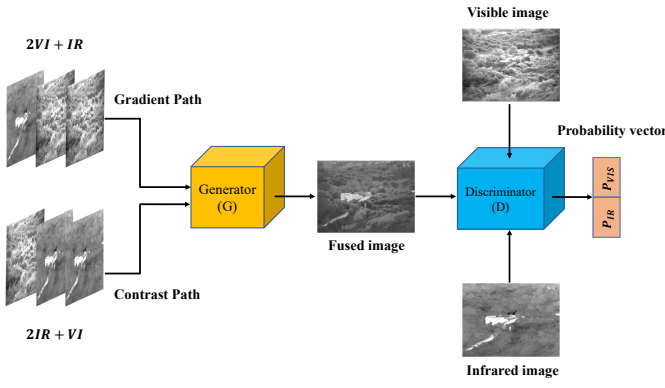 Visible image
2VI + IR
Gradient Path
Probability vector
Generator
(G)
Discriminator
(D)
P_VIS
P_IR
Fused image
Contrast Path
2IR + VI
Infrared image